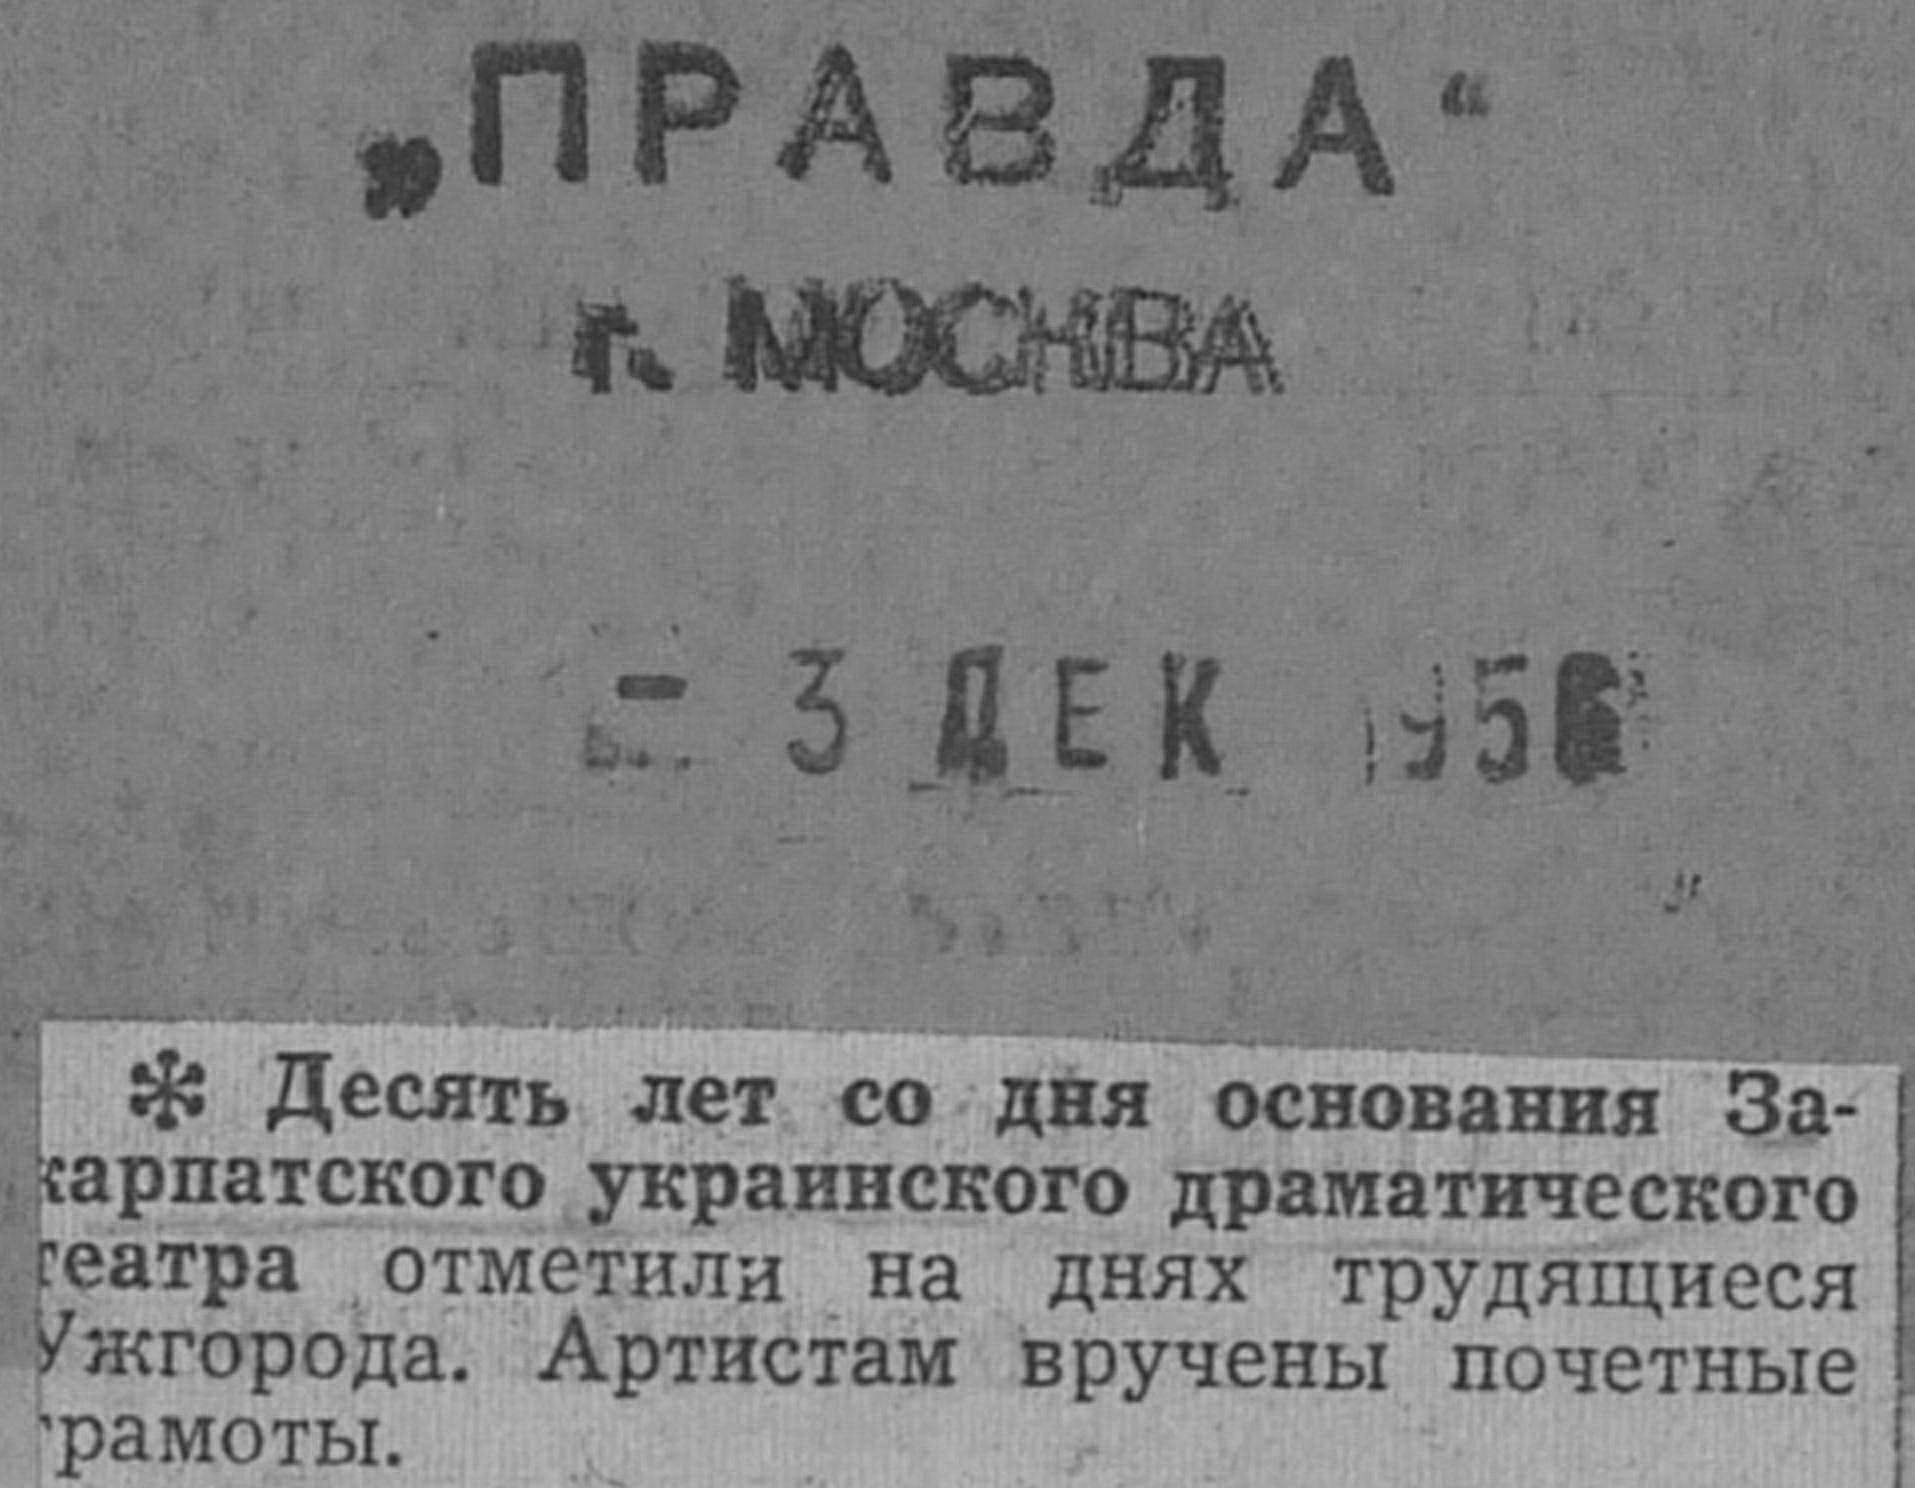 „ПРАВДА“
г. МОСКВА
- 3 ДЕК 1956
✻ Десять лет со дня основания За-
карпатского украинского драматического
театра отметили на днях трудящиеся
Ужгорода. Артистам вручены почетные
грамоты.